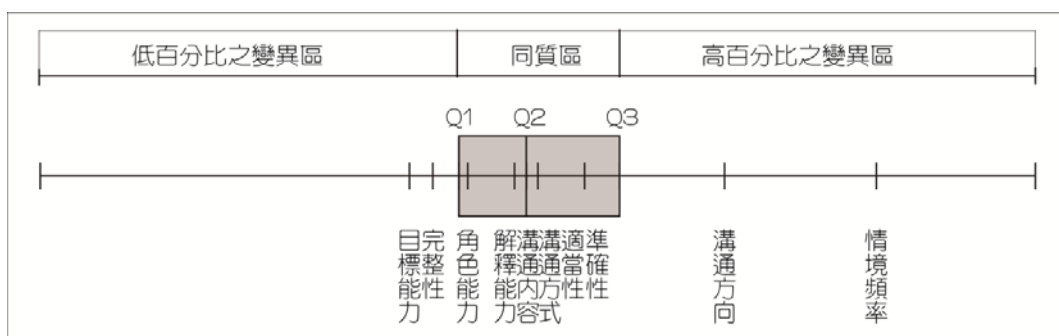 低百分比之變異區
同質區
高百分比之變異區
Q1
Q2
Q3
目標能力
完整性
角色能力
解釋能力
溝通內容
溝通方式
適當性
準確性
溝通方向
情境頻率